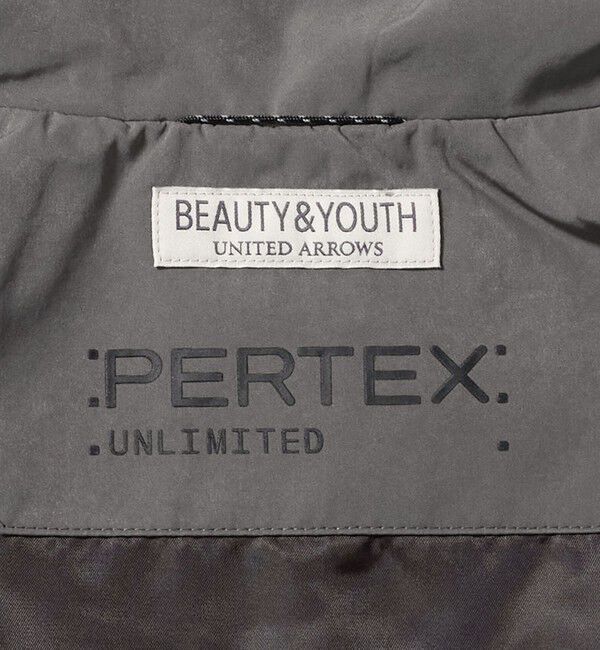 BEAUTY&YOUTH
UNITED ARROWS
:PERTEX:
.UNLIMITED .